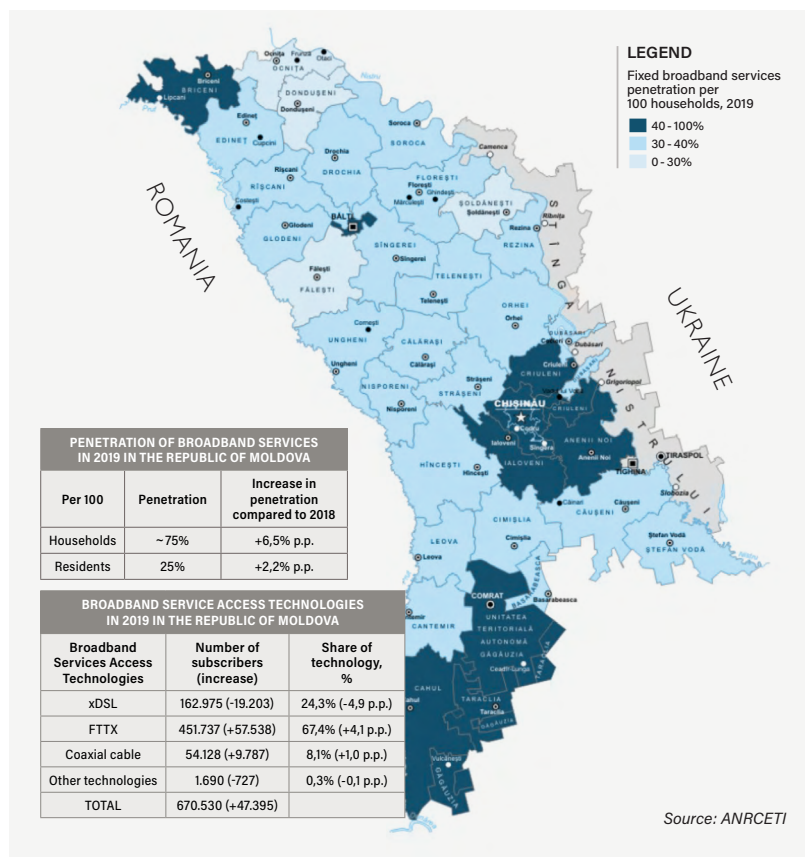 LEGEND
Fixed broadband services
penetration per
100 households, 2019
40 - 100%
30 - 40%
0 - 30%
ROMANIA
UKRAINE
STINGA
NISTRULUI
Ocnița
Frunză
Otaci
OCNIȚA
Briceni
BRICENI
Lipcani
DONDUȘENI
Dondușeni
Nistru
Edineț
EDINEȚ
Cupcini
Soroca
SOROCA
Camenca
Drochia
DROCHIA
Rîșcani
RÎȘCANI
Costești
FLOREȘTI
Florești
Ghindești
Mărculești
ȘOLDĂNEȘTI
Șoldănești
Rîbnița
Rezina
REZINA
BĂLȚI
Glodeni
GLODENI
SÎNGEREI
Sîngerei
Fălești
FĂLEȘTI
TELENEȘTI
Telenești
ORHEI
Orhei
Cornești
UNGHENI
Ungheni
CĂLĂRAȘI
Călărași
DUBĂSARI
Dubăsari
Criuleni
CRIULENI
Grigoriopol
NISPORENI
Nisporeni
Strășeni
STRĂȘENI
CHIȘINĂU
CRIULENI
Codru
Sîngera
Ialoveni
IALOVENI
ANENII NOI
Anenii Noi
TIGHINA
TIRASPOL
Slobozia
HÎNCEȘTI
Hîncești
Căinari
Căușeni
CĂUȘENI
CIMIȘLIA
Cimișlia
Ștefan Vodă
ȘTEFAN VODĂ
LEOVA
Leova
BASARABEASCA
Basarabeasca
COMRAT
CANTEMIR
UNITATEA
TERITORIALĂ
AUTONOMĂ
GĂGĂUZIA
Ceadîr-Lunga
TARACLIA
CAHUL
TARACLIA
Taraclia
GĂGĂUZIA
Vulcănești
GĂGĂUZIA
PENETRATION OF BROADBAND SERVICES
IN 2019 IN THE REPUBLIC OF MOLDOVA
Per 100 Penetration Increase in penetration compared to 2018
Households ~75% +6,5% p.p.
Residents 25% +2,2% p.p.
BROADBAND SERVICE ACCESS TECHNOLOGIES
IN 2019 IN THE REPUBLIC OF MOLDOVA
Broadband Services Access Technologies Number of subscribers (increase) Share of technology, %
xDSL 162.975 (-19.203) 24,3% (-4,9 p.p.)
FTTX 451.737 (+57.538) 67,4% (+4,1 p.p.)
Coaxial cable 54.128 (+9.787) 8,1% (+1,0 p.p.)
Other technologies 1.690 (-727) 0,3% (-0,1 p.p.)
TOTAL 670.530 (+47.395)
Source: ANRCETI